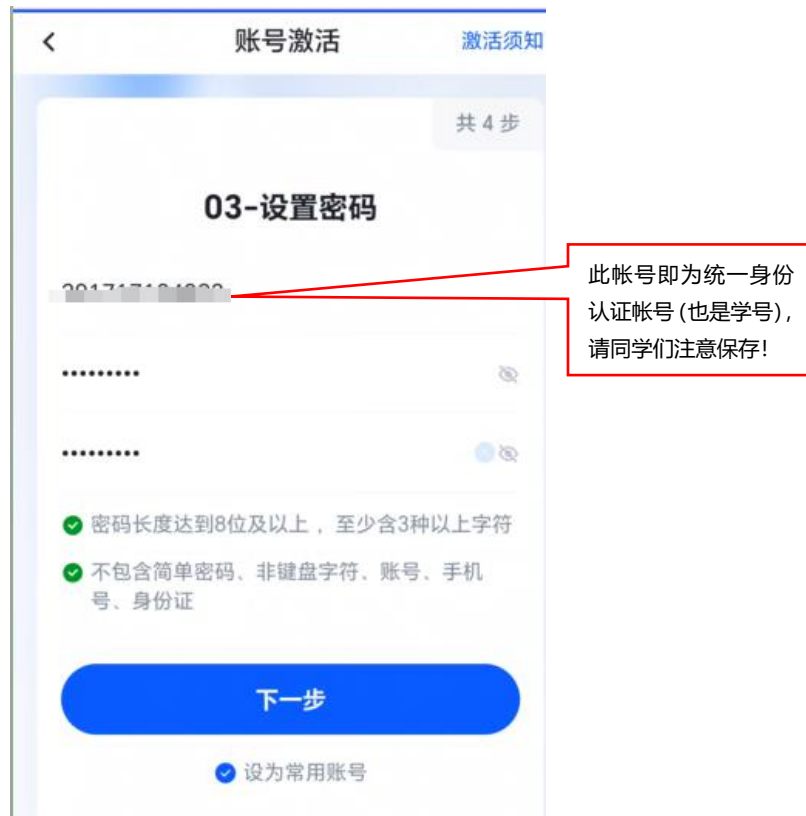 账号激活
激活须知
共 4 步
03-设置密码
此帐号即为统一身份
认证帐号(也是学号)，
请同学们注意保存！
•••••••••
•••••••••
密码长度达到8位及以上 ，至少含3种以上字符
不包含简单密码、非键盘字符、账号、手机
号、身份证
下一步
设为常用账号